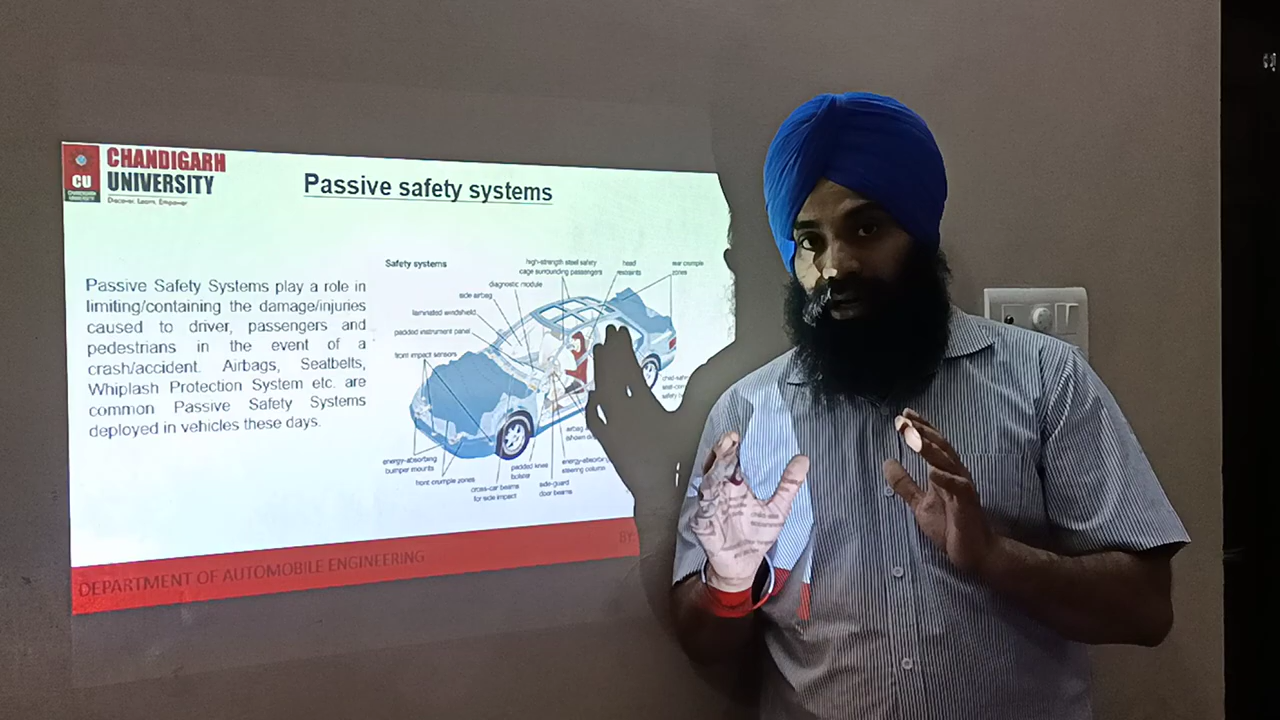 CHANDIGARH
UNIVERSITY
CU
Discover. Learn. Empower.
Passive safety systems
Passive Safety Systems play a role in
limiting/containing the damage/injuries
caused to driver, passengers and
pedestrians in the event of a
crash/accident. Airbags, Seatbelts,
Whiplash Protection System etc. are
common Passive Safety Systems
deployed in vehicles these days.
Safety systems
high-strength steel safety
cage surrounding passengers
head
restraints
rear crumple
zones
diagnostic module
side airbag
laminated windshield
padded instrument panel
front impact sensors
energy-absorbing
bumper mounts
front crumple zones
cross-car beams
for side impact
padded knee
bolster
side-guard
door beams
energy-absorbing
steering column
airbag
DEPARTMENT OF AUTOMOBILE ENGINEERING
BY: